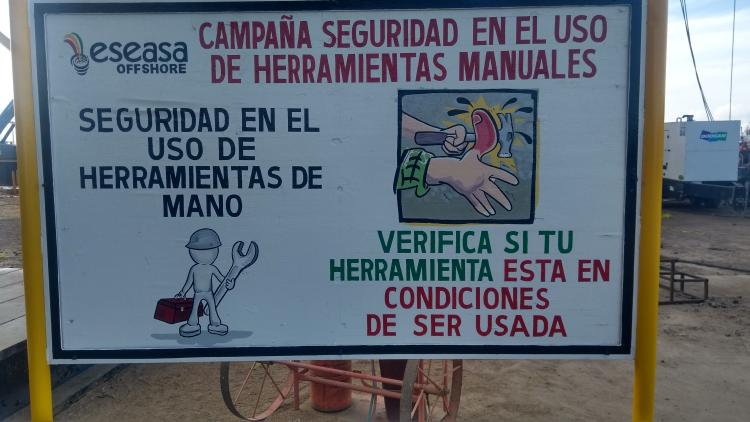 eseasa
OFFSHORE
CAMPAÑA SEGURIDAD EN EL USO
DE HERRAMIENTAS MANUALES
SEGURIDAD EN EL
USO DE
HERRAMIENTAS DE
MANO
VERIFICA SI TU
HERRAMIENTA ESTA EN
CONDICIONES
DE SER USADA